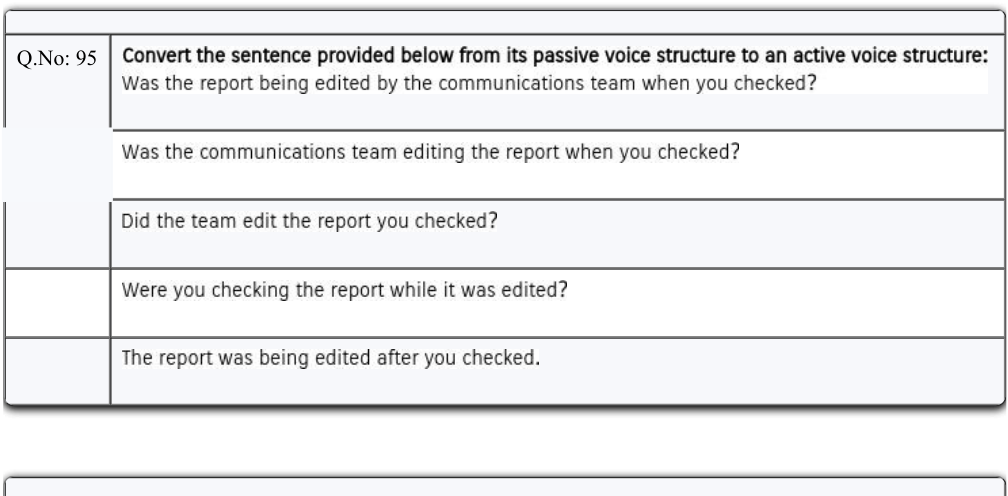 Q.No: 95
Convert the sentence provided below from its passive voice structure to an active voice structure:
Was the report being edited by the communications team when you checked?
Was the communications team editing the report when you checked?
Did the team edit the report you checked?
Were you checking the report while it was edited?
The report was being edited after you checked.